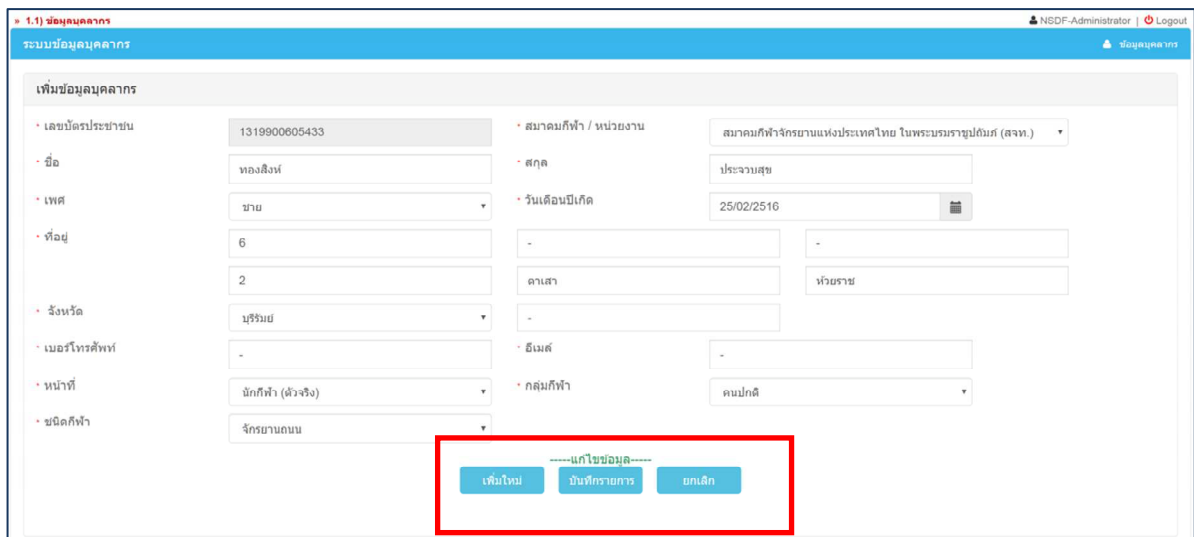 » 1.1) ข้อมูลบุคลากร NSDF-Administrator | Logout
ระบบข้อมูลบุคลากร ข้อมูลบุคลากร
เพิ่มข้อมูลบุคลากร
* เลขบัตรประชาชน 1319900605433 * สมาคมกีฬา / หน่วยงาน สมาคมกีฬาจักรยานแห่งประเทศไทย ในพระบรมราชูปถัมภ์ (สจท.)
* ชื่อ ทองสิงห์ * สกุล ประจวบสุข
* เพศ ชาย * วันเดือนปีเกิด 25/02/2516
* ที่อยู่ 6 - -
2 ตาเสา ห้วยราช
* จังหวัด บุรีรัมย์ -
* เบอร์โทรศัพท์ - * อีเมล์ -
* หน้าที่ นักกีฬา (ตัวจริง) * กลุ่มกีฬา คนปกติ
* ชนิดกีฬา จักรยานถนน
-----แก้ไขข้อมูล-----
เพิ่มใหม่ บันทึกรายการ ยกเลิก